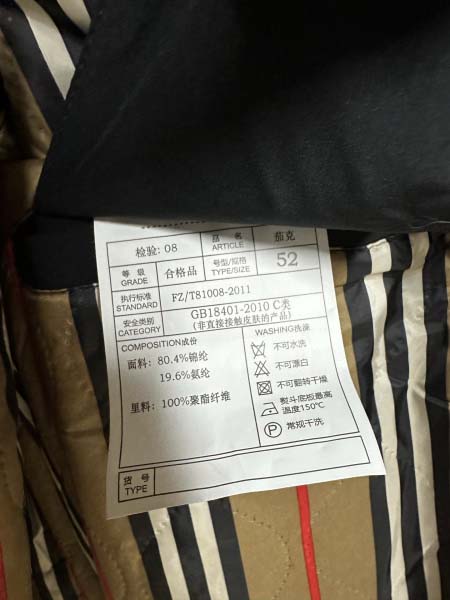 检验: 08
品 名
ARTICLE
茄克
等 级
GRADE
合格品
号型/规格
TYPE/SIZE
52
执行标准
STANDARD
FZ/T81008-2011
安全类别
CATEGORY
GB18401-2010 C类
(非直接接触皮肤的产品)
COMPOSITION成份
面料: 80.4%锦纶
19.6%氨纶
里料: 100%聚酯纤维
WASHING洗涤
不可水洗
不可漂白
不可翻转干燥
熨斗底板最高
温度150℃
P 常规干洗
货 号
TYPE